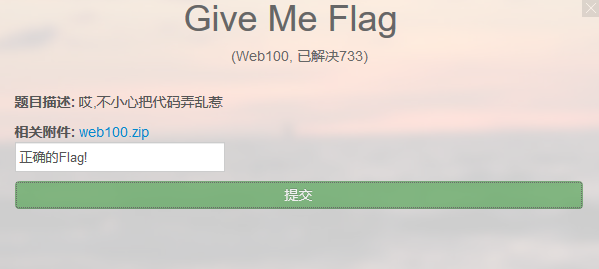 Give Me Flag
(Web100, 已解决733)
题目描述: 哎,不小心把代码弄乱惹
相关附件: web100.zip
正确的Flag!
提交